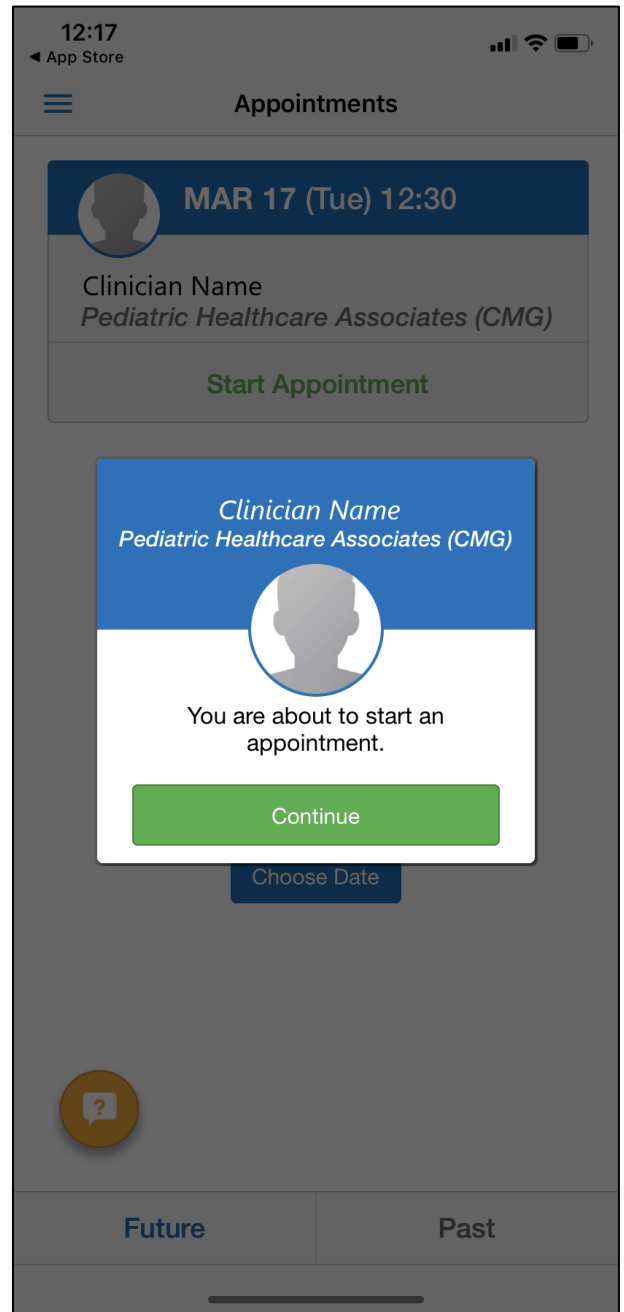 12:17
◀ App Store
Appointments
MAR 17 (Tue) 12:30
Clinician Name
Pediatric Healthcare Associates (CMG)
Start Appointment
Clinician Name
Pediatric Healthcare Associates (CMG)
You are about to start an
appointment.
Continue
Choose Date
?
Future
Past